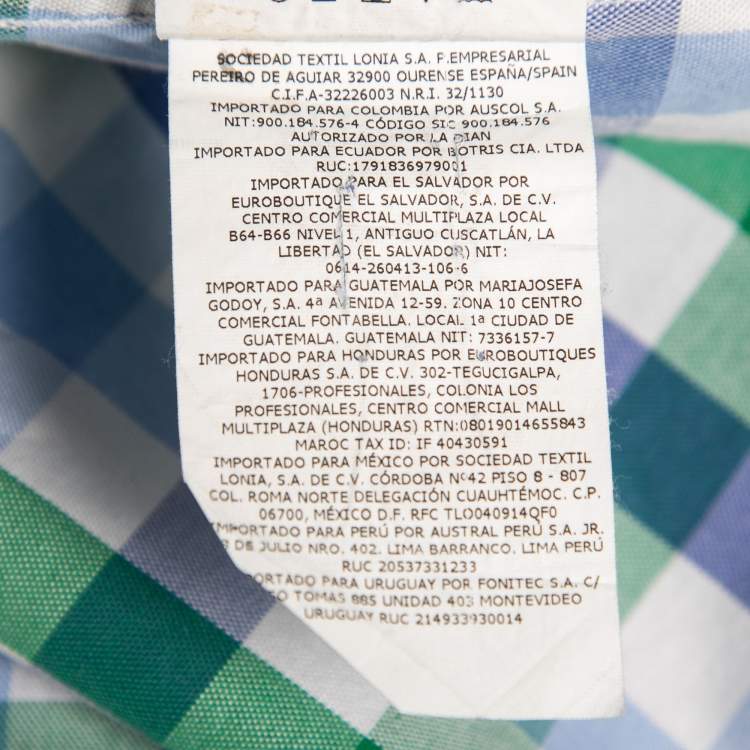 SOCIEDAD TEXTIL LONIA S.A. P.EMPRESARIAL
PEREIRO DE AGUIAR 32900 OURENSE ESPAÑA/SPAIN
C.I.F.A-32226003 N.R.I. 32/1130
IMPORTADO PARA COLOMBIA POR AUSCOL S.A.
NIT:900.184.576-4 CÓDIGO SIC 900.184.576
AUTORIZADO POR LA DIAN
IMPORTADO PARA ECUADOR POR BOTRIS CIA. LTDA
RUC:1791836979001
IMPORTADO PARA EL SALVADOR POR
EUROBOUTIQUE EL SALVADOR, S.A. DE C.V.
CENTRO COMERCIAL MULTIPLAZA LOCAL
B64-B66 NIVEL 1, ANTIGUO CUSCATLÁN, LA
LIBERTAD (EL SALVADOR) NIT:
0614-260413-106-6
IMPORTADO PARA GUATEMALA POR MARIAJOSEFA
GODOY, S.A. 4ª AVENIDA 12-59. ZONA 10 CENTRO
COMERCIAL FONTABELLA. LOCAL 1ª CIUDAD DE
GUATEMALA. GUATEMALA NIT: 7336157-7
IMPORTADO PARA HONDURAS POR EUROBOUTIQUES
HONDURAS S.A. DE C.V. 302-TEGUCIGALPA,
1706-PROFESIONALES, COLONIA LOS
PROFESIONALES, CENTRO COMERCIAL MALL
MULTIPLAZA (HONDURAS) RTN:08019014655843
MAROC TAX ID: IF 40430591
IMPORTADO PARA MÉXICO POR SOCIEDAD TEXTIL
LONIA, S.A. DE C.V. CÓRDOBA Nº42 PISO 8 - 807
COL. ROMA NORTE DELEGACIÓN CUAUHTÉMOC. C.P.
06700, MÉXICO D.F. RFC TLO040914QF0
IMPORTADO PARA PERÚ POR AUSTRAL PERÚ S.A. JR.
DE JULIO NRO. 402. LIMA BARRANCO. LIMA PERÚ
RUC 20537331233
PORTADO PARA URUGUAY POR FONITEC S.A. C/
TOMAS 885 UNIDAD 403 MONTEVIDEO
URUGUAY RUC 214933930014